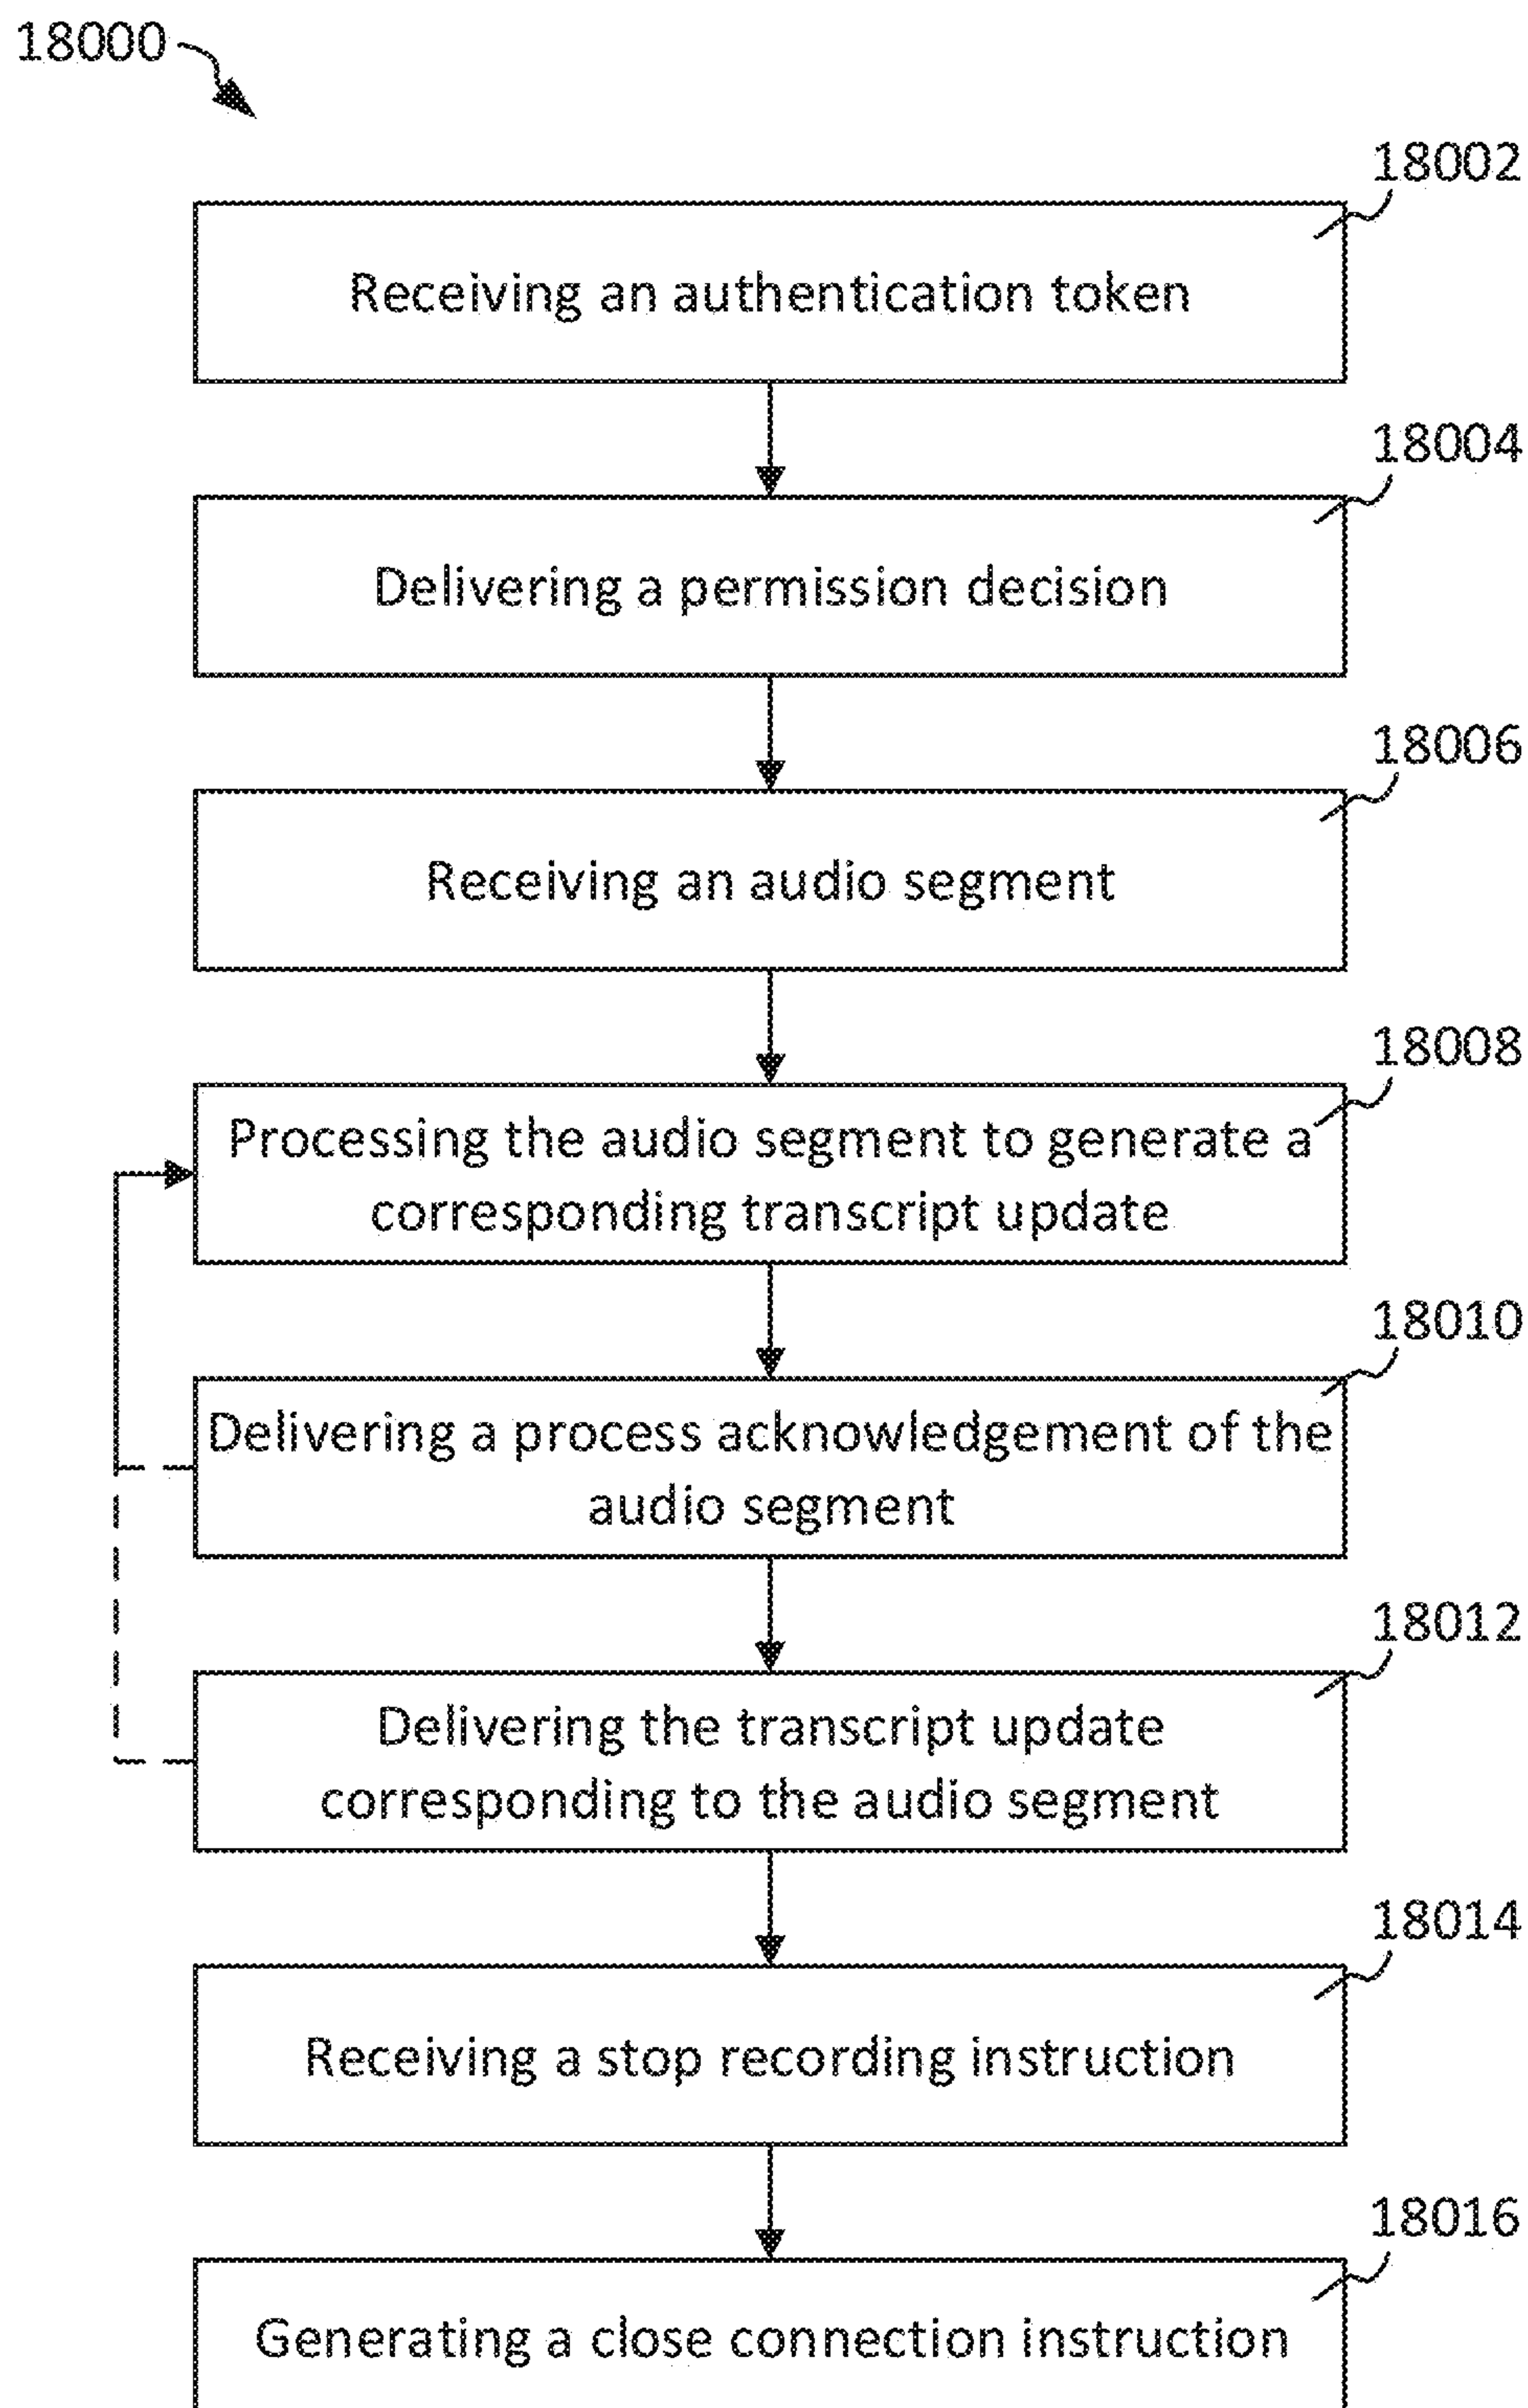 18000
18002
Receiving an authentication token
18004
Delivering a permission decision
18006
Receiving an audio segment
18008
Processing the audio segment to generate a
corresponding transcript update
18010
Delivering a process acknowledgement of the
audio segment
18012
Delivering the transcript update
corresponding to the audio segment
18014
Receiving a stop recording instruction
18016
Generating a close connection instruction